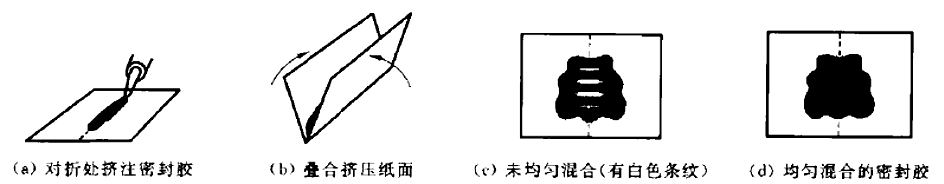 (a) 对折处挤注密封胶
(b) 叠合挤压纸面
(c) 未均匀混合(有白色条纹)
(d) 均匀混合的密封胶